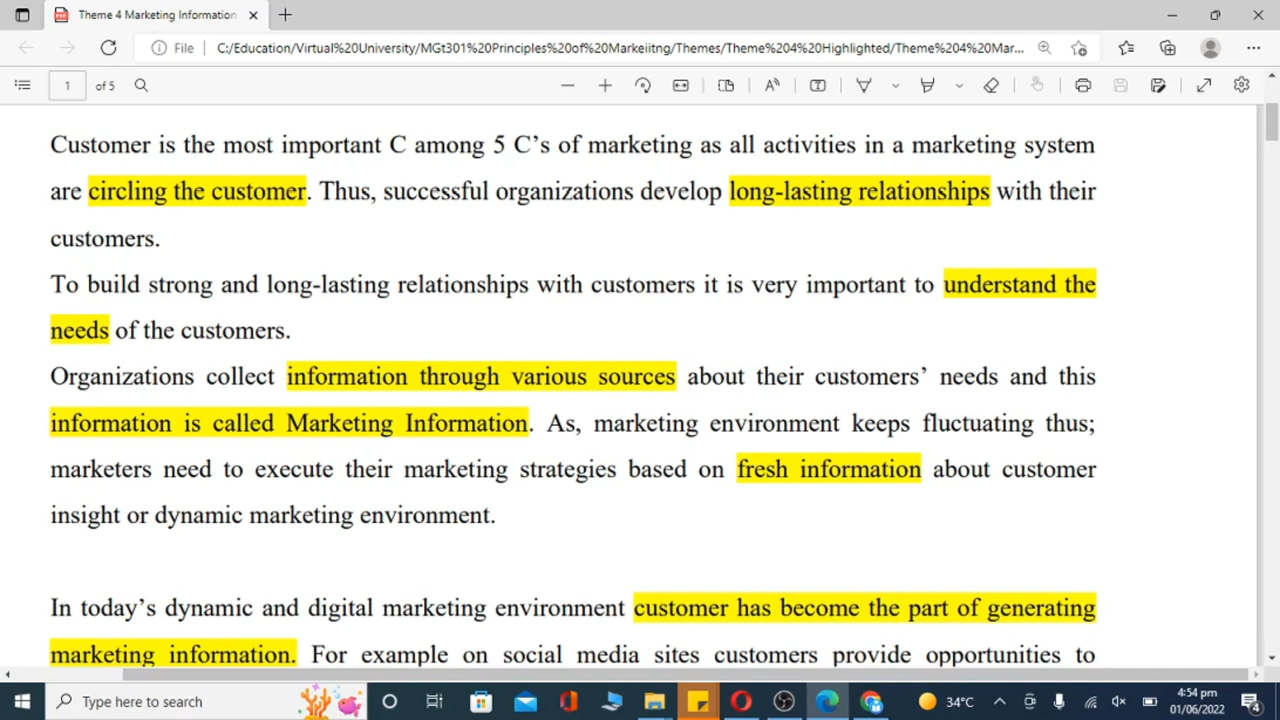 Theme 4 Marketing Information
File
C:/Education/Virtual%20University/MGt301%20Principles%20of%20Markeiitng/Themes/Theme%204%20Highlighted/Theme%204%20Mar...
1 of 5
Customer is the most important C among 5 C’s of marketing as all activities in a marketing system
are circling the customer. Thus, successful organizations develop long-lasting relationships with their
customers.
To build strong and long-lasting relationships with customers it is very important to understand the
needs of the customers.
Organizations collect information through various sources about their customers’ needs and this
information is called Marketing Information. As, marketing environment keeps fluctuating thus;
marketers need to execute their marketing strategies based on fresh information about customer
insight or dynamic marketing environment.
In today’s dynamic and digital marketing environment customer has become the part of generating
marketing information. For example on social media sites customers provide opportunities to
Type here to search
34°C
4:54 pm
01/06/2022
4